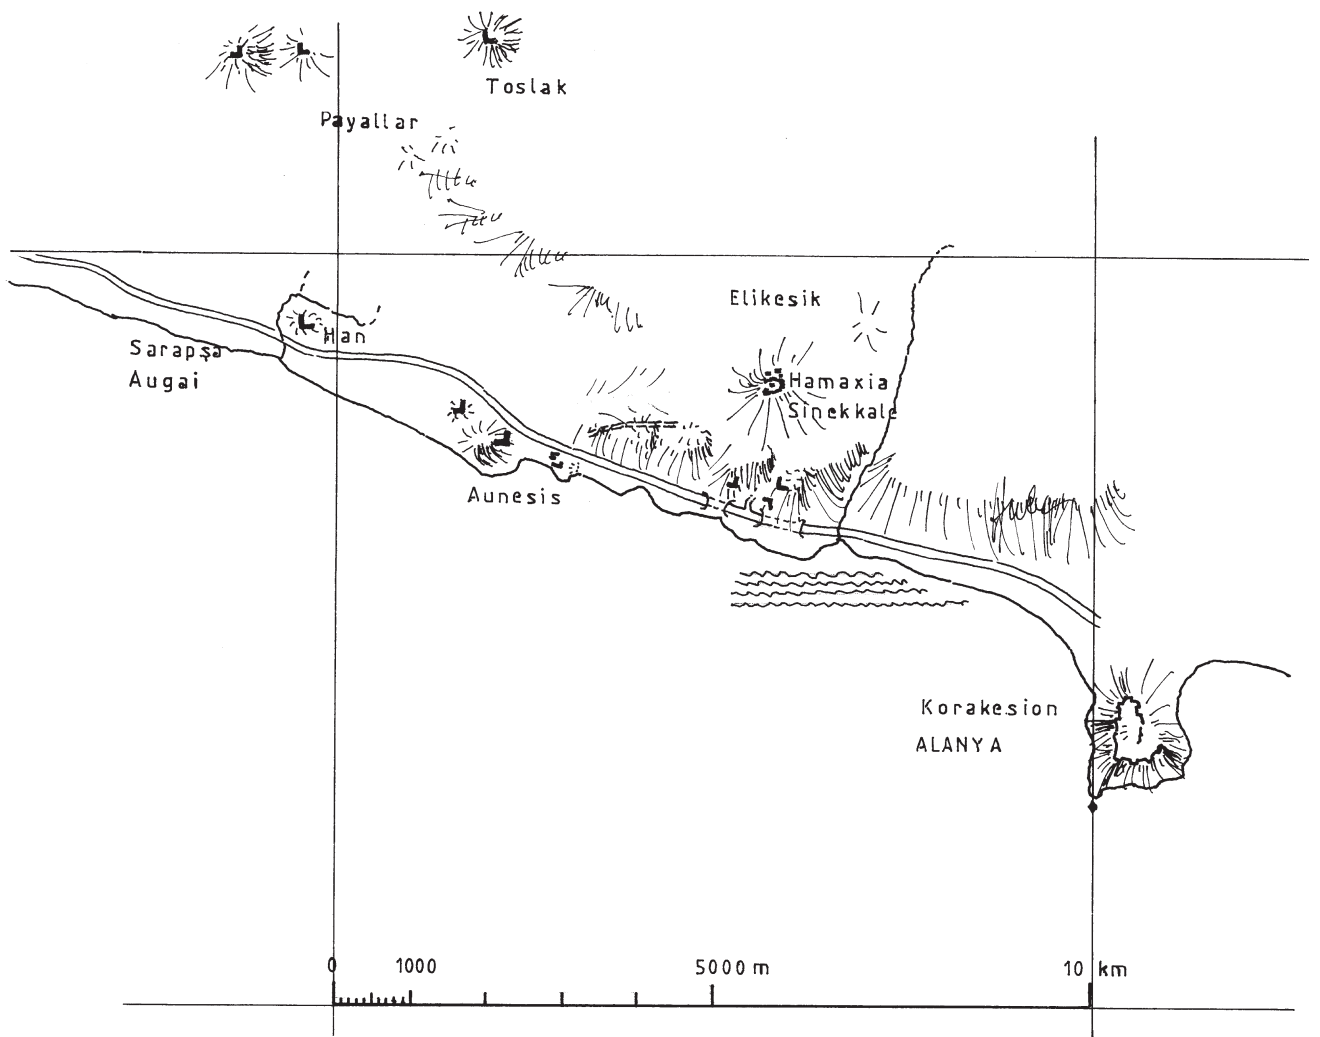 Toslak
Payallar
Elikesik
Han
Sarapşa
Augai
Hamaxia
Sinekkale
Aunesis
Korakesion
ALANYA
0 1000 5000 m 10 km